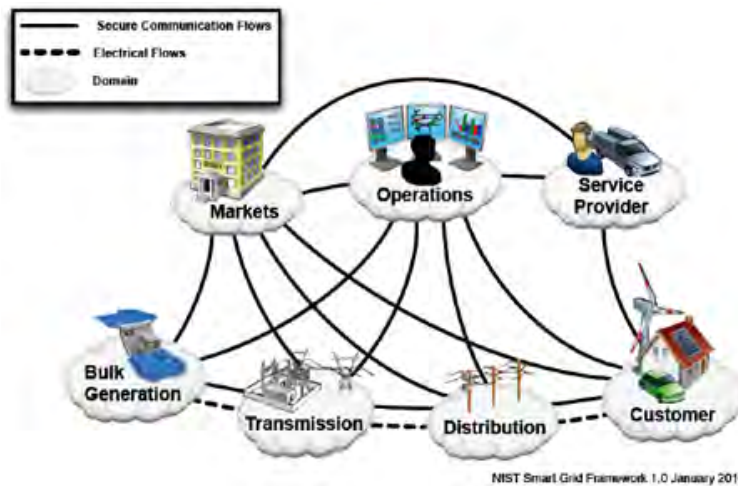 Secure Communication Flows
Electrical Flows
Domain
Markets
Operations
Service
Provider
Bulk
Generation
Transmission
Distribution
Customer
NIST Smart Grid Framework 1.0 January 201